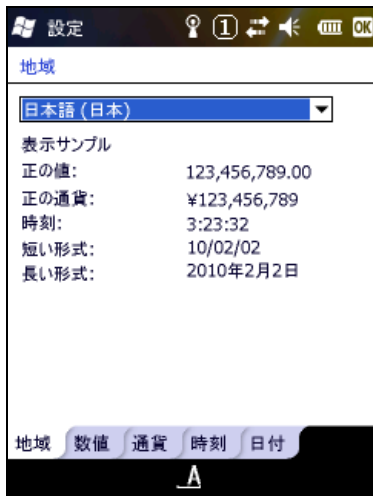 設定 1 OK
地域
日本語 (日本)
表示サンプル
正の値: 123,456,789.00
正の通貨: ¥123,456,789
時刻: 3:23:32
短い形式: 10/02/02
長い形式: 2010年2月2日
地域 数値 通貨 時刻 日付
A